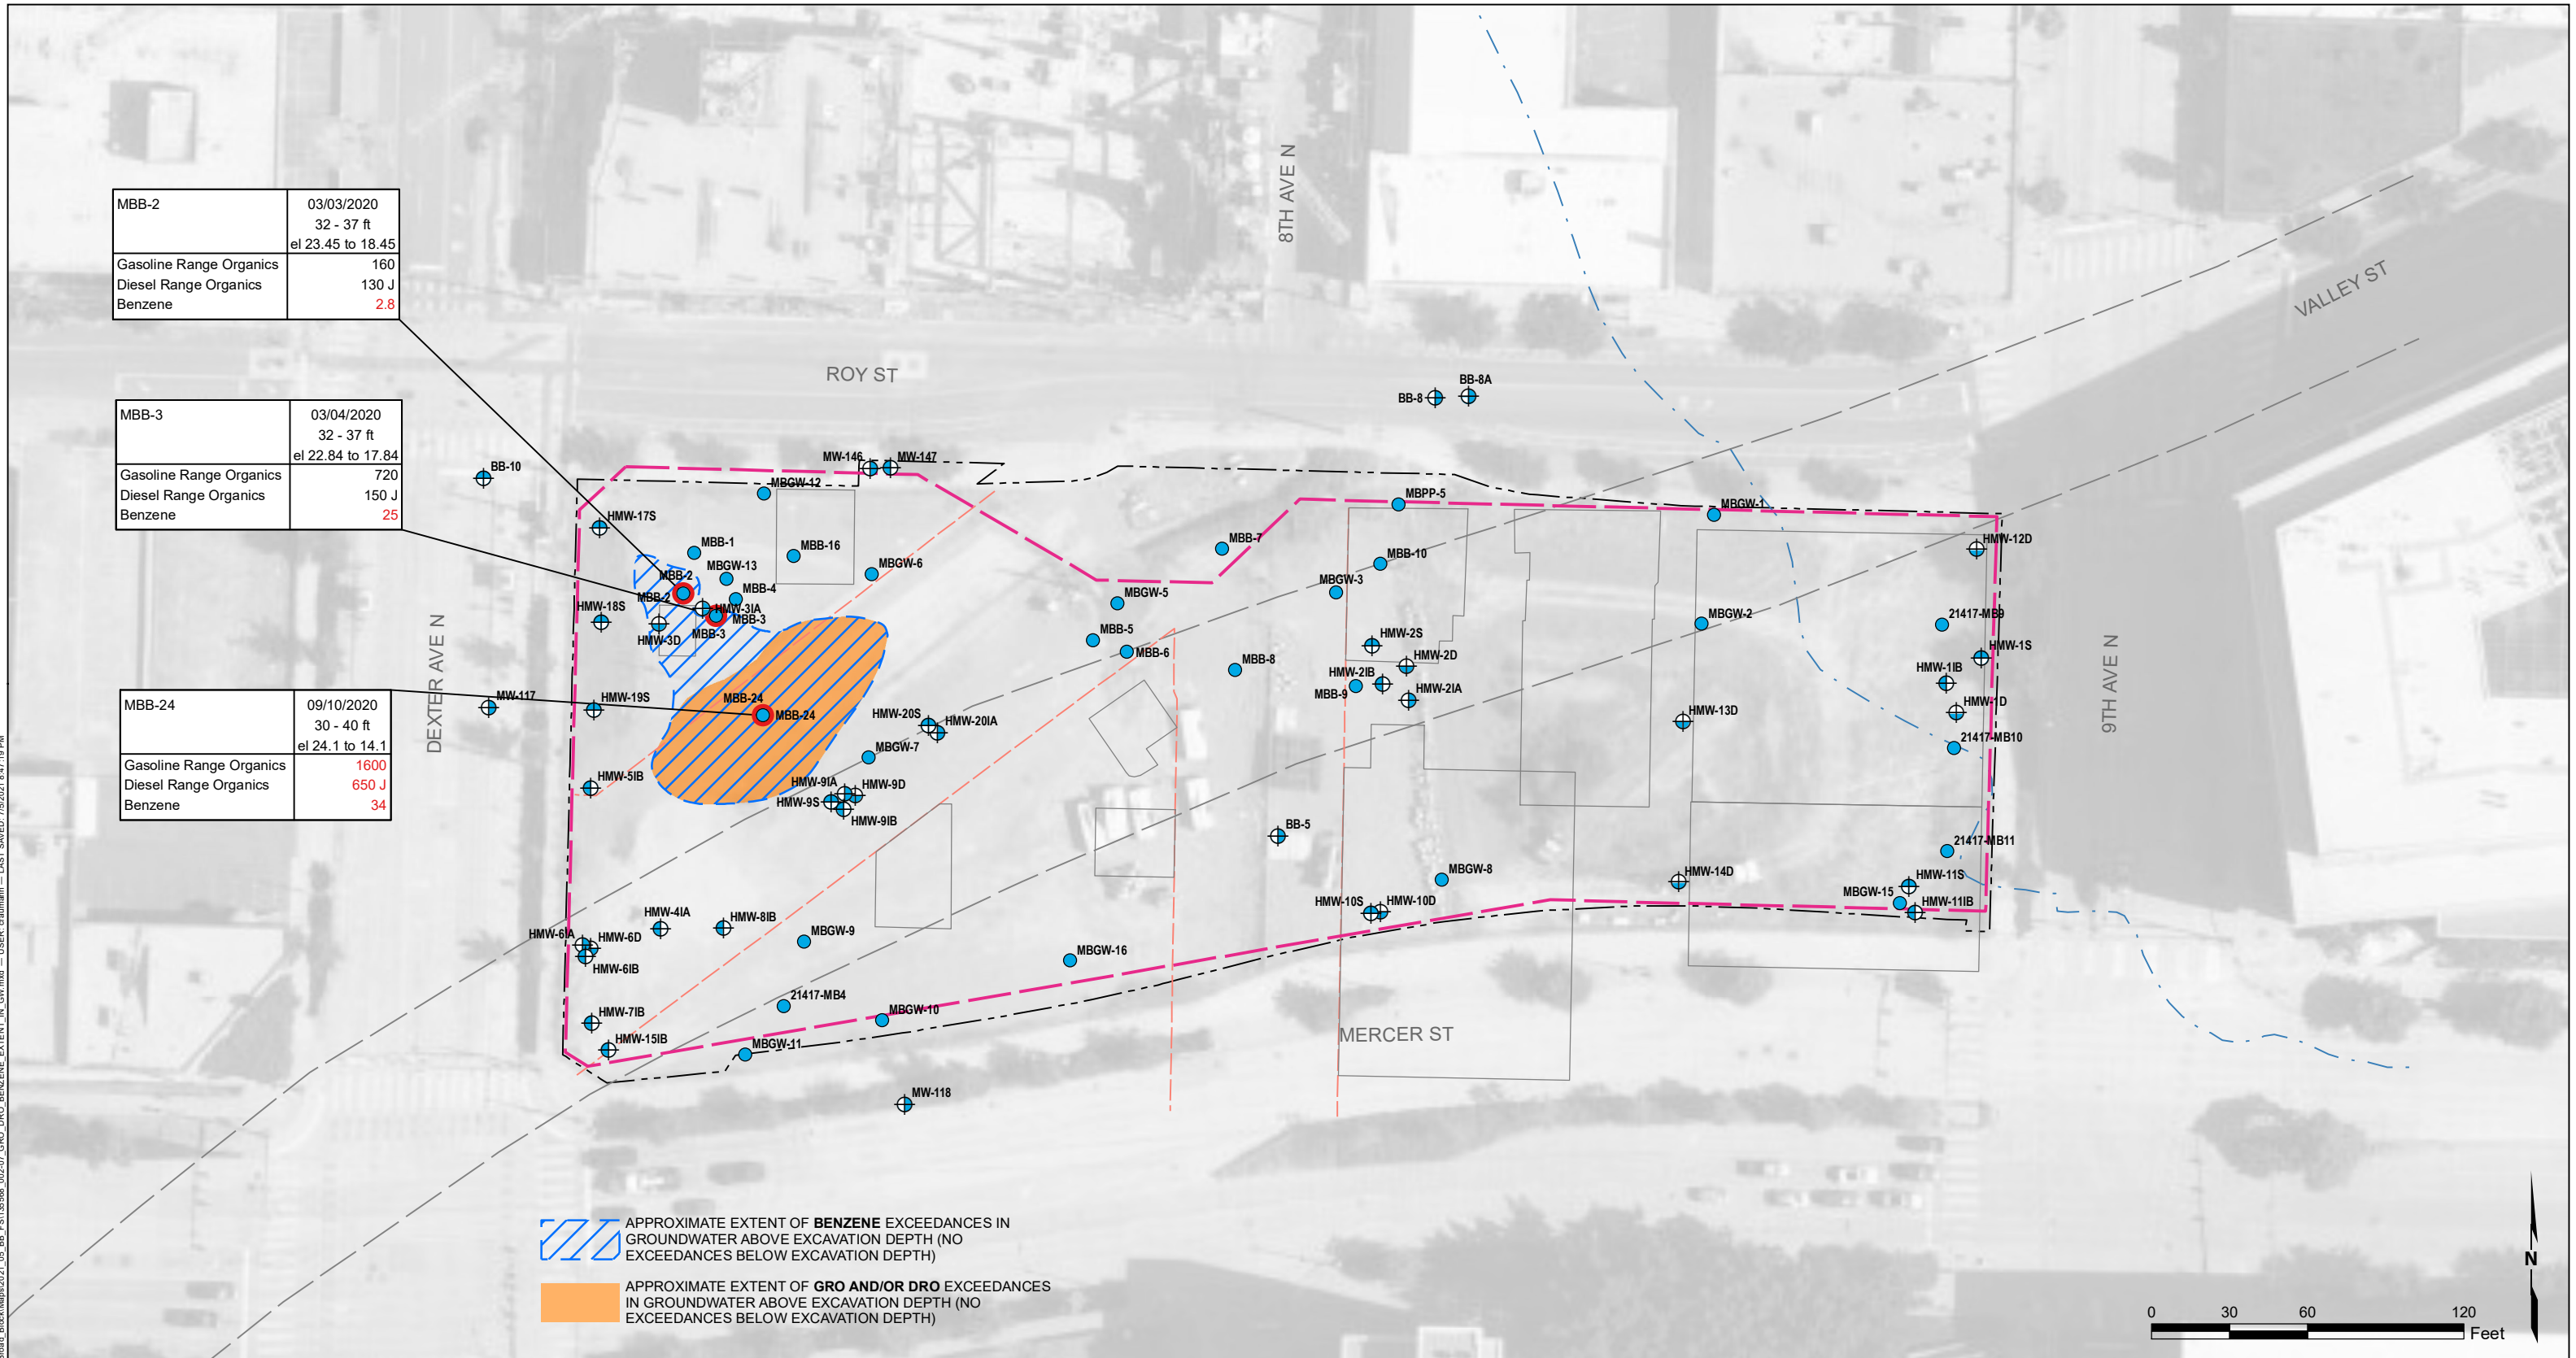 8TH AVE N
VALLEY ST
MBB-2
03/03/2020
32 - 37 ft
el 23.45 to 18.45
Gasoline Range Organics 160
Diesel Range Organics 130 J
Benzene 2.8
ROY ST
BB-8A
BB-8
MBB-3
03/04/2020
32 - 37 ft
el 22.84 to 17.84
Gasoline Range Organics 720
Diesel Range Organics 150 J
Benzene 25
BB-10
MW-146
MW-147
MBGW-12
MBPP-5
MBGW-1
HMW-17S
MBB-1
MBB-16
MBGW-6
MBB-7
MBB-10
HMW-12D
MBGW-13
MBB-2
MBB-2
MBB-4
MBGW-3
MBGW-5
HMW-18S
HMW-3IA
MBB-3
MBB-3
HMW-3D
MBGW-2
21417-MB9
MBB-5
MBB-6
HMW-2S
HMW-2D
HMW-1S
MBB-8
HMW-2IB
MBB-9
HMW-2IA
HMW-1IB
HMW-1D
DEXTER AVE N
9TH AVE N
MBB-24
09/10/2020
30 - 40 ft
el 24.1 to 14.1
Gasoline Range Organics 1600
Diesel Range Organics 650 J
Benzene 34
MW-117
HMW-19S
MBB-24
MBB-24
HMW-20S
HMW-20IA
HMW-13D
21417-MB10
MBGW-7
HMW-5IB
HMW-9IA
HMW-9D
HMW-9S
HMW-9IB
BB-5
21417-MB11
MBGW-8
HMW-14D
HMW-11S
MBGW-15
HMW-11IB
HMW-10S
HMW-10D
HMW-4IA
HMW-8IB
HMW-6IA
HMW-6D
HMW-6IB
MBGW-9
MBGW-16
21417-MB4
MBGW-10
HMW-7IB
HMW-15IB
MBGW-11
MERCER ST
MW-118
APPROXIMATE EXTENT OF BENZENE EXCEEDANCES IN
GROUNDWATER ABOVE EXCAVATION DEPTH (NO
EXCEEDANCES BELOW EXCAVATION DEPTH)
APPROXIMATE EXTENT OF GRO AND/OR DRO EXCEEDANCES
IN GROUNDWATER ABOVE EXCAVATION DEPTH (NO
EXCEEDANCES BELOW EXCAVATION DEPTH)
N
0 30 60 120
Feet